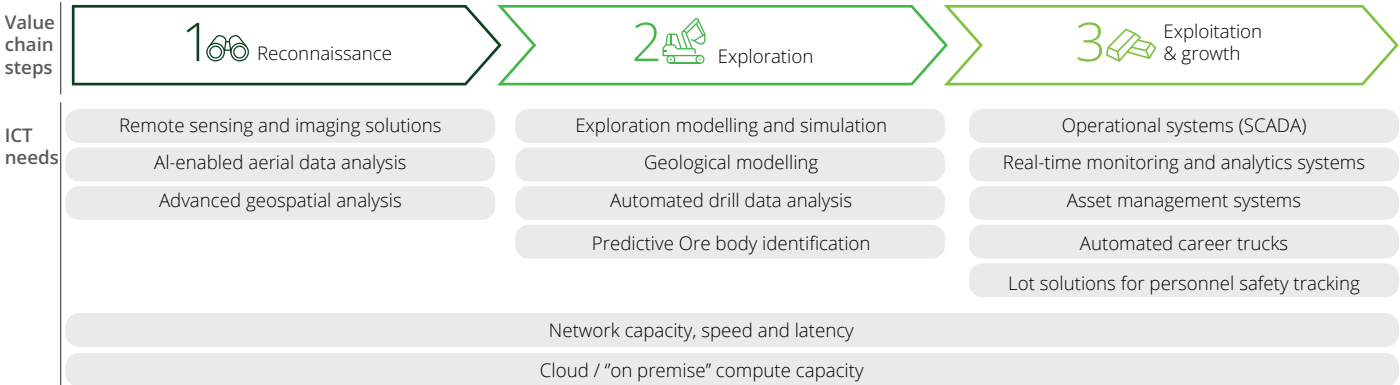 Value
chain
steps
1 Reconnaissance
2 Exploration
3 Exploitation
& growth
ICT
needs
Remote sensing and imaging solutions
AI-enabled aerial data analysis
Advanced geospatial analysis
Exploration modelling and simulation
Geological modelling
Automated drill data analysis
Predictive Ore body identification
Operational systems (SCADA)
Real-time monitoring and analytics systems
Asset management systems
Automated career trucks
Lot solutions for personnel safety tracking
Network capacity, speed and latency
Cloud / “on premise” compute capacity